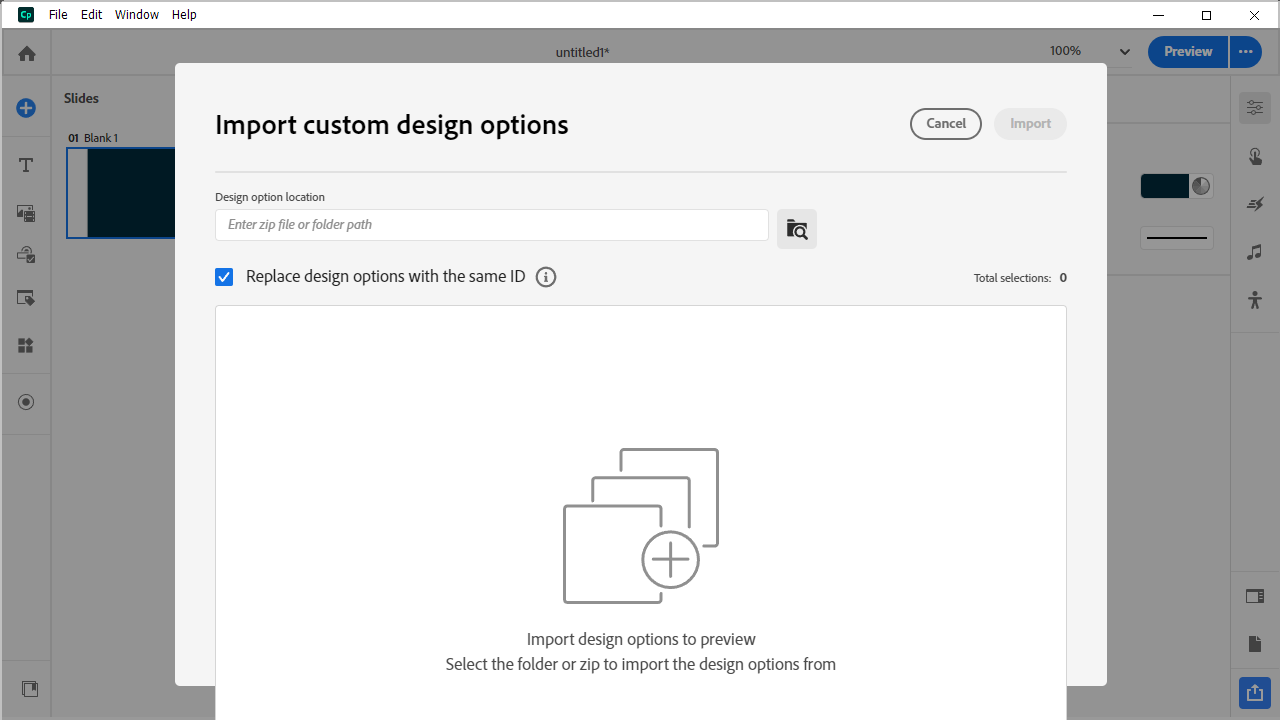 Cp File Edit Window Help
untitled1*
100%
Preview
Slides
01 Blank 1
Import custom design options
Cancel
Import
Design option location
Enter zip file or folder path
Replace design options with the same ID
Total selections: 0
Import design options to preview
Select the folder or zip to import the design options from